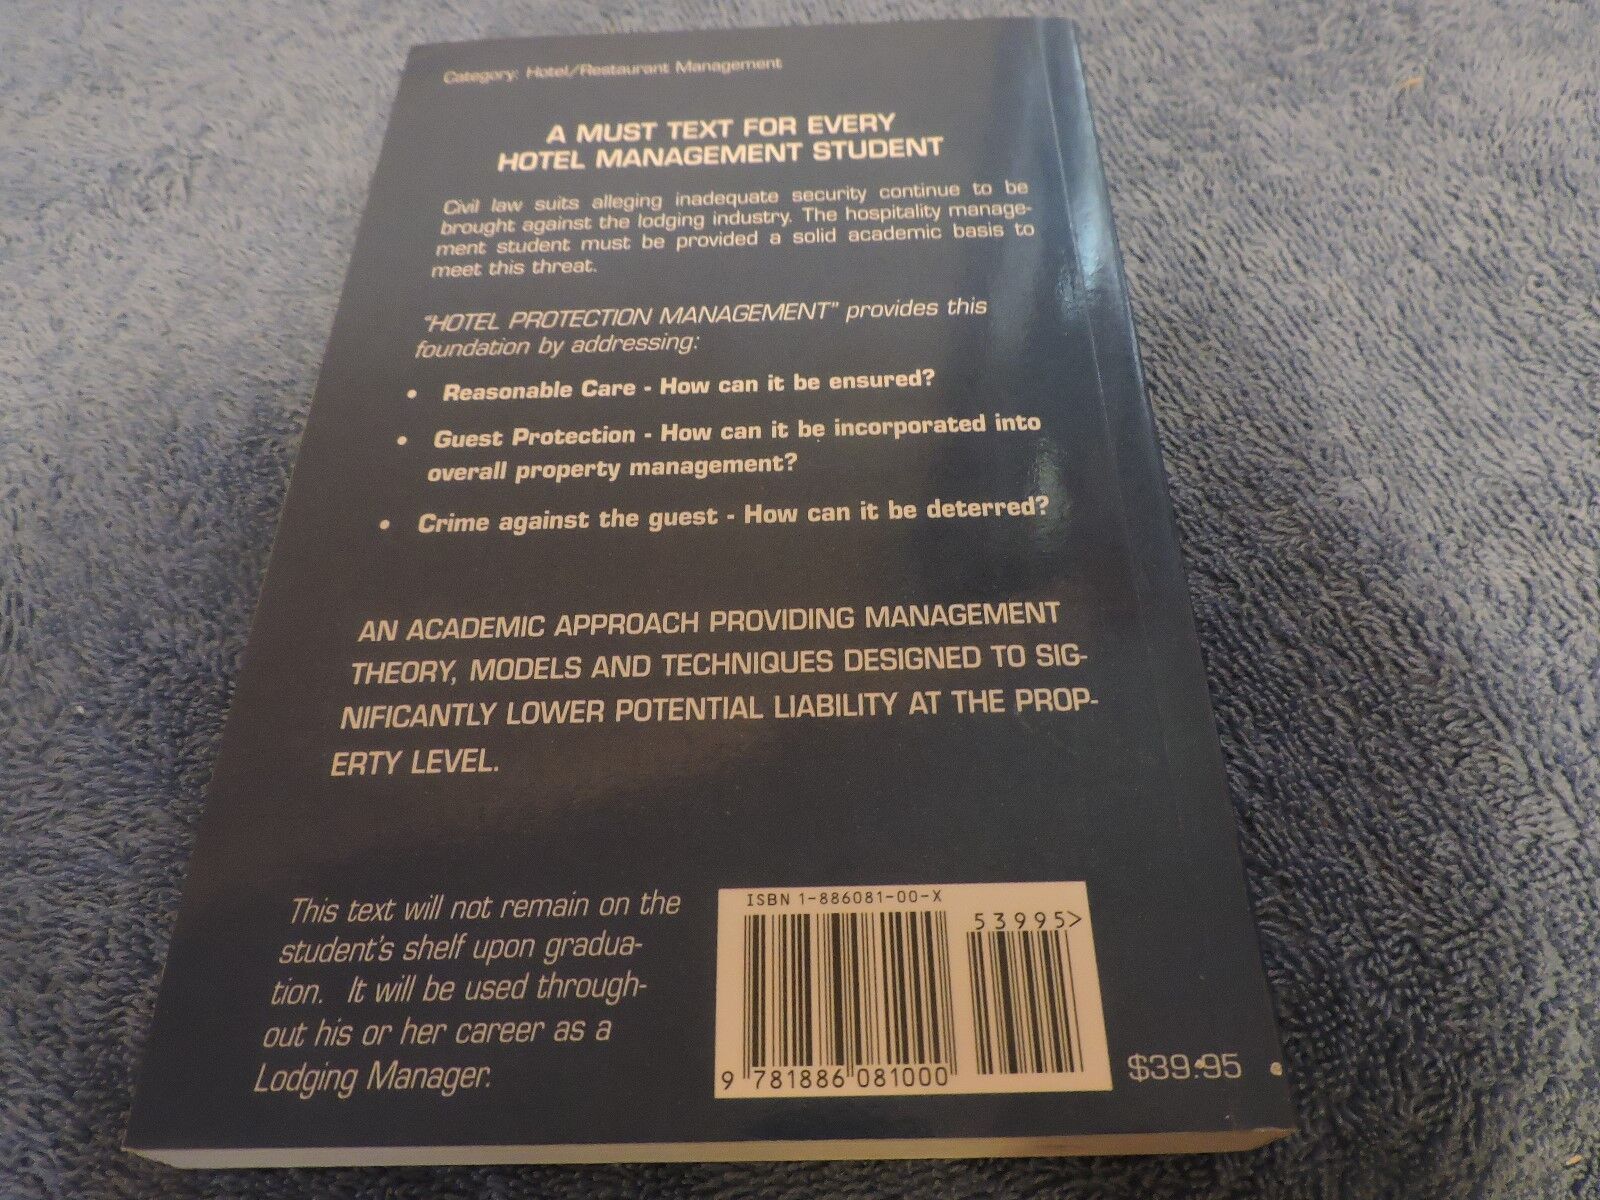 Category: Hotel/Restaurant Management
A MUST TEXT FOR EVERY
HOTEL MANAGEMENT STUDENT
Civil law suits alleging inadequate security continue to be
brought against the lodging industry. The hospitality manage-
ment student must be provided a solid academic basis to
meet this threat.
"HOTEL PROTECTION MANAGEMENT" provides this
foundation by addressing:
• Reasonable Care - How can it be ensured?
• Guest Protection - How can it be incorporated into
overall property management?
• Crime against the guest - How can it be deterred?
AN ACADEMIC APPROACH PROVIDING MANAGEMENT
THEORY, MODELS AND TECHNIQUES DESIGNED TO SIG-
NIFICANTLY LOWER POTENTIAL LIABILITY AT THE PROP-
ERTY LEVEL.
This text will not remain on the
student's shelf upon gradua-
tion. It will be used through-
out his or her career as a
Lodging Manager.
ISBN 1-886081-00-X
53995>
9 781886 081000
$39.95